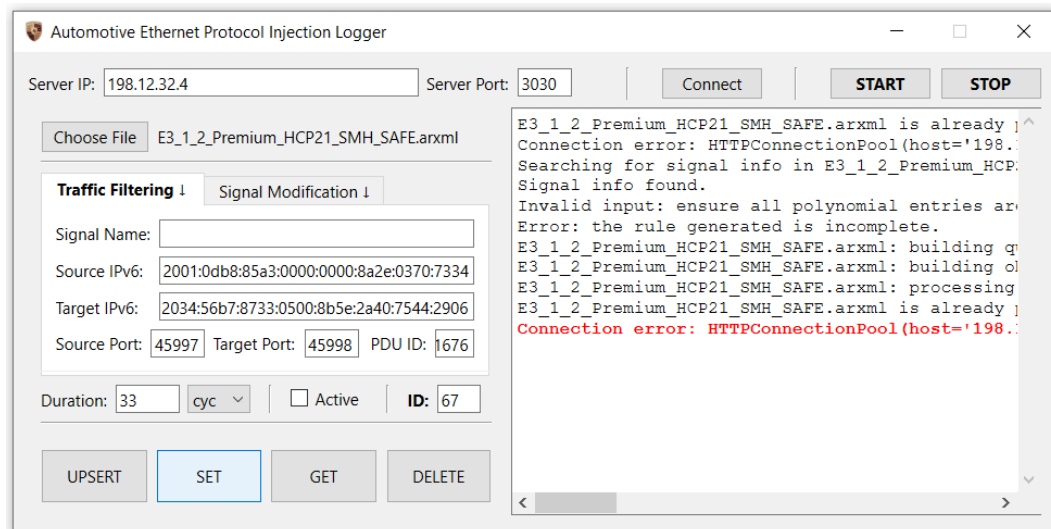 Automotive Ethernet Protocol Injection Logger
Server IP: 198.12.32.4 Server Port: 3030 Connect START STOP
Choose File E3_1_2_Premium_HCP21_SMH_SAFE.arxml
Traffic Filtering ↓ Signal Modification ↓
Signal Name:
Source IPv6: 2001:0db8:85a3:0000:0000:8a2e:0370:7334
Target IPv6: 2034:56b7:8733:0500:8b5e:2a40:7544:2906
Source Port: 45997 Target Port: 45998 PDU ID: 1676
Duration: 33 cyc Active ID: 67
UPSERT SET GET DELETE
E3_1_2_Premium_HCP21_SMH_SAFE.arxml is already
Connection error: HTTPConnectionPool(host='198.
Searching for signal info in E3_1_2_Premium_HCP
Signal info found.
Invalid input: ensure all polynomial entries are
Error: the rule generated is incomplete.
E3_1_2_Premium_HCP21_SMH_SAFE.arxml: building
E3_1_2_Premium_HCP21_SMH_SAFE.arxml: building
E3_1_2_Premium_HCP21_SMH_SAFE.arxml: processing
E3_1_2_Premium_HCP21_SMH_SAFE.arxml is already
Connection error: HTTPConnectionPool(host='198.